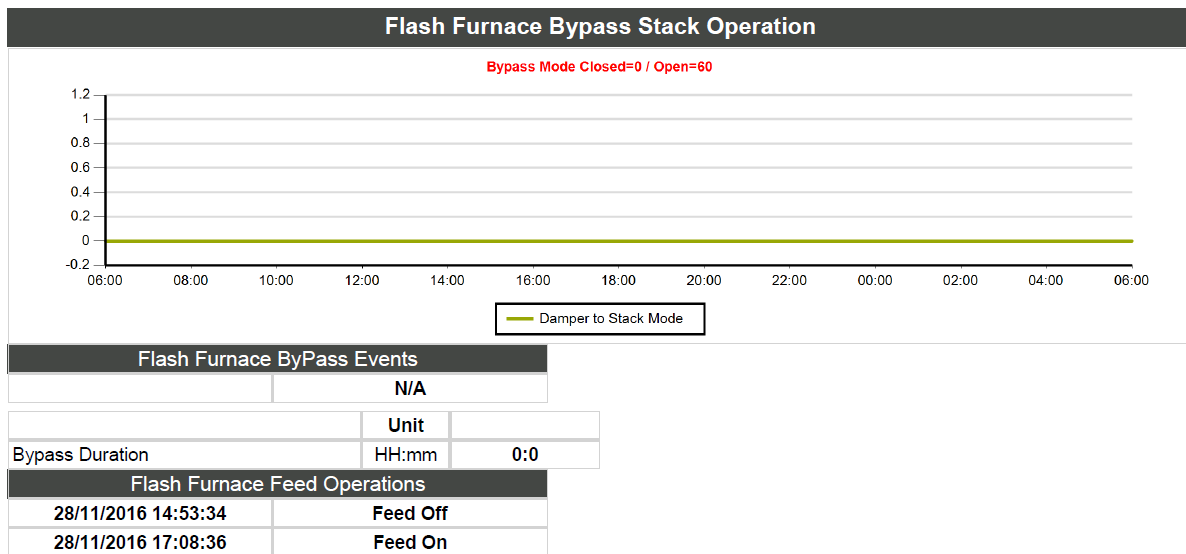 Flash Furnace Bypass Stack Operation
Bypass Mode Closed=0 / Open=60
1.2
1
0.8
0.6
0.4
0.2
0
-0.2
06:00 08:00 10:00 12:00 14:00 16:00 18:00 20:00 22:00 00:00 02:00 04:00 06:00
Damper to Stack Mode
Flash Furnace ByPass Events
N/A
Unit
Bypass Duration HH:mm 0:0
Flash Furnace Feed Operations
28/11/2016 14:53:34 Feed Off
28/11/2016 17:08:36 Feed On